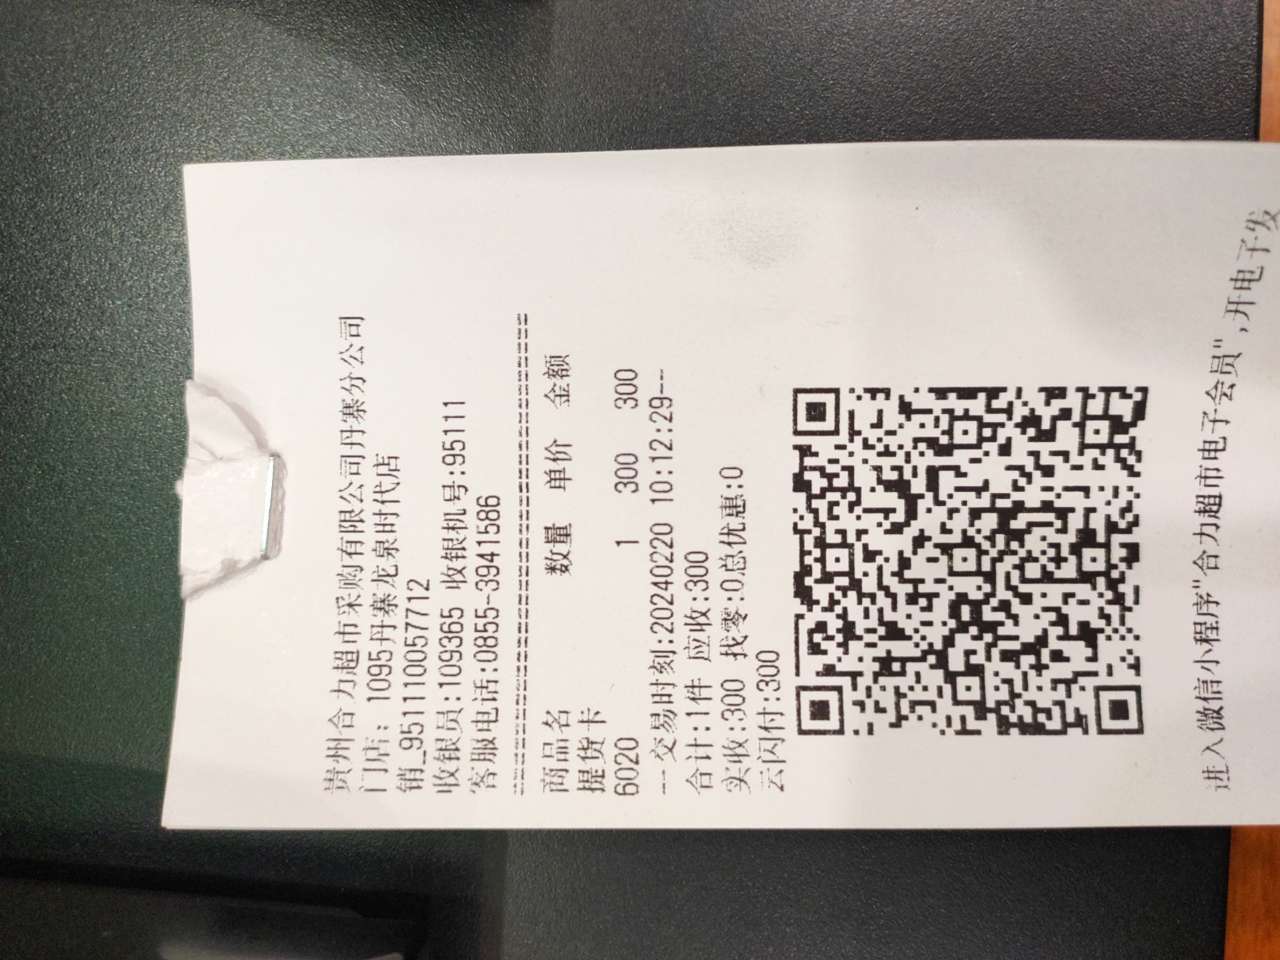 贵州合力超市采购有限公司丹寨分公司
门店: 1095丹寨龙泉时代店
销_9511100577​12
收银员:109365 收银机号:95111
客服电话:0855-3941586
商品名 数量 单价 金额
提货卡
6020 1 300 300
--交易时刻:20240220 10:12:29--
合计:1件 应收:300
实收:300 找零:0总优惠:0
云闪付:300
进入微信小程序"合力超市电子会员",开电子发